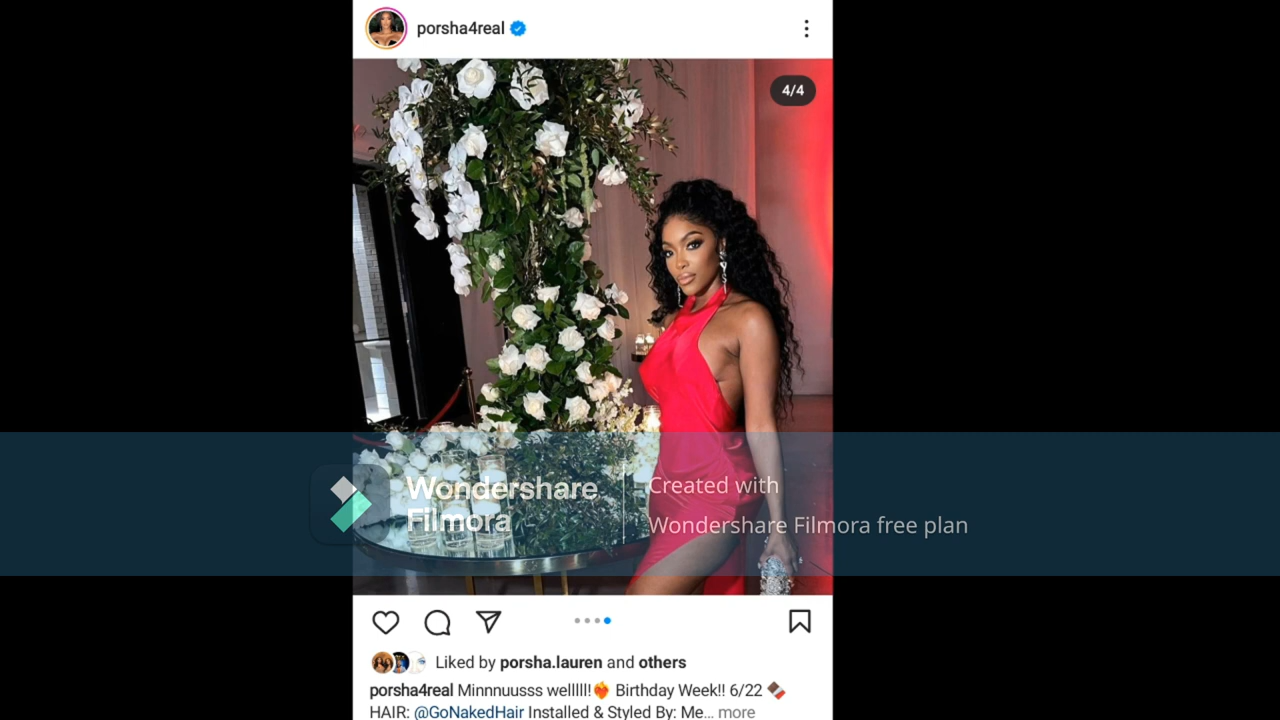 porsha4real
4/4
Wondershare
Filmora
Created with
Wondershare Filmora free plan
Liked by porsha.lauren and others
porsha4real Minnnuusss welllll!❤️‍🔥 Birthday Week!! 6/22 🍫
HAIR: @GoNakedHair Installed & Styled By: Me... more